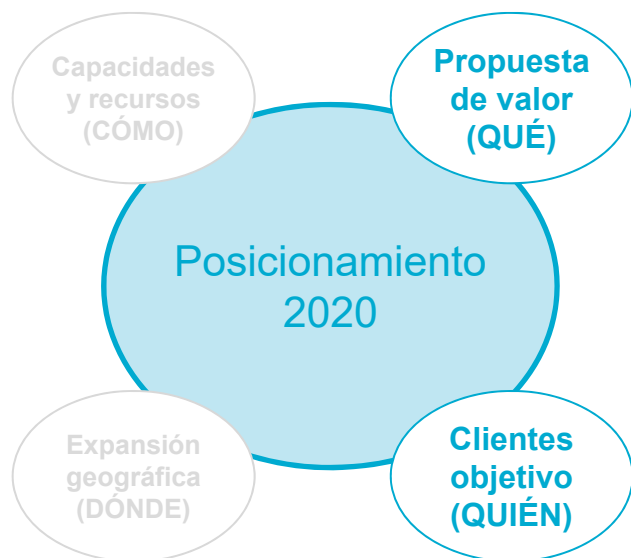 Capacidades
y recursos
(CÓMO)
Propuesta
de valor
(QUÉ)
Posicionamiento
2020
Expansión
geográfica
(DÓNDE)
Clientes
objetivo
(QUIÉN)